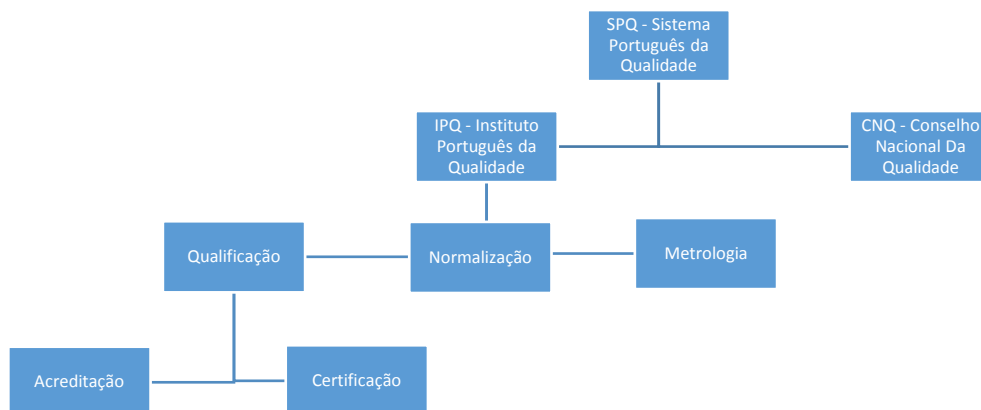 SPQ - Sistema
Português da
Qualidade
IPQ - Instituto
Português da
Qualidade
CNQ - Conselho
Nacional Da
Qualidade
Qualificação
Normalização
Metrologia
Acreditação
Certificação